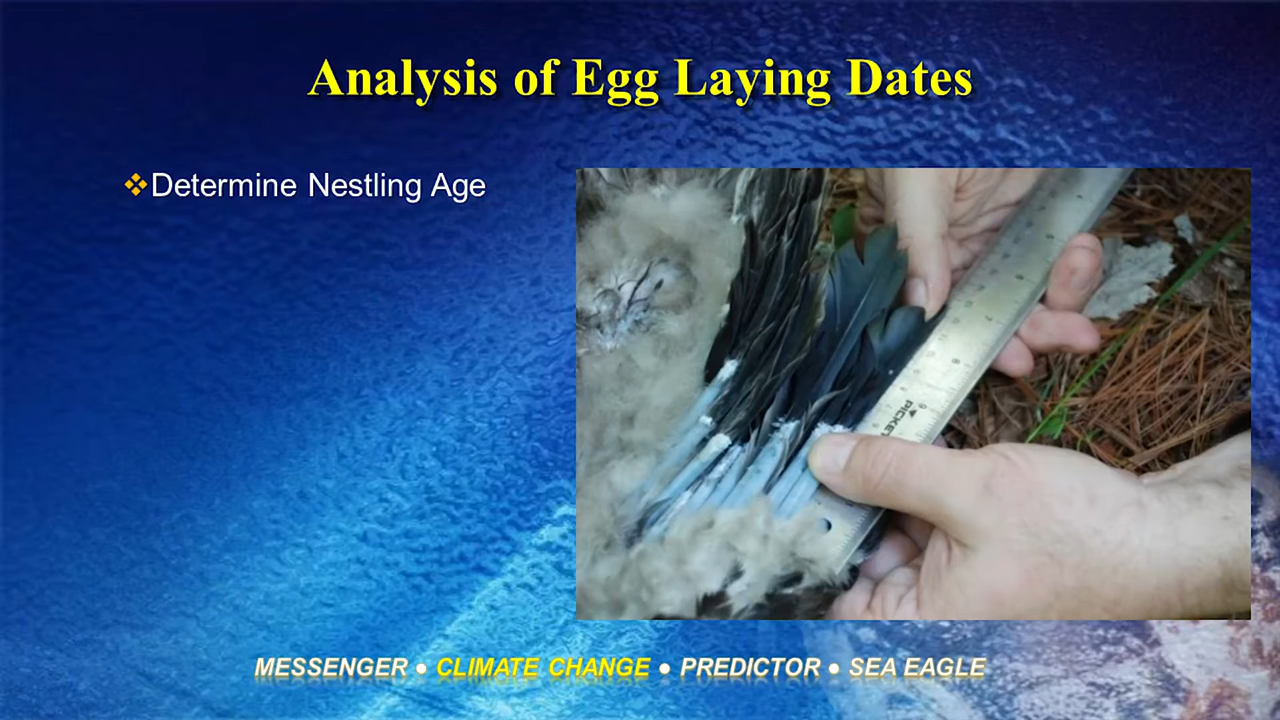 Analysis of Egg Laying Dates
❖Determine Nestling Age
MESSENGER ● CLIMATE CHANGE ● PREDICTOR ● SEA EAGLE